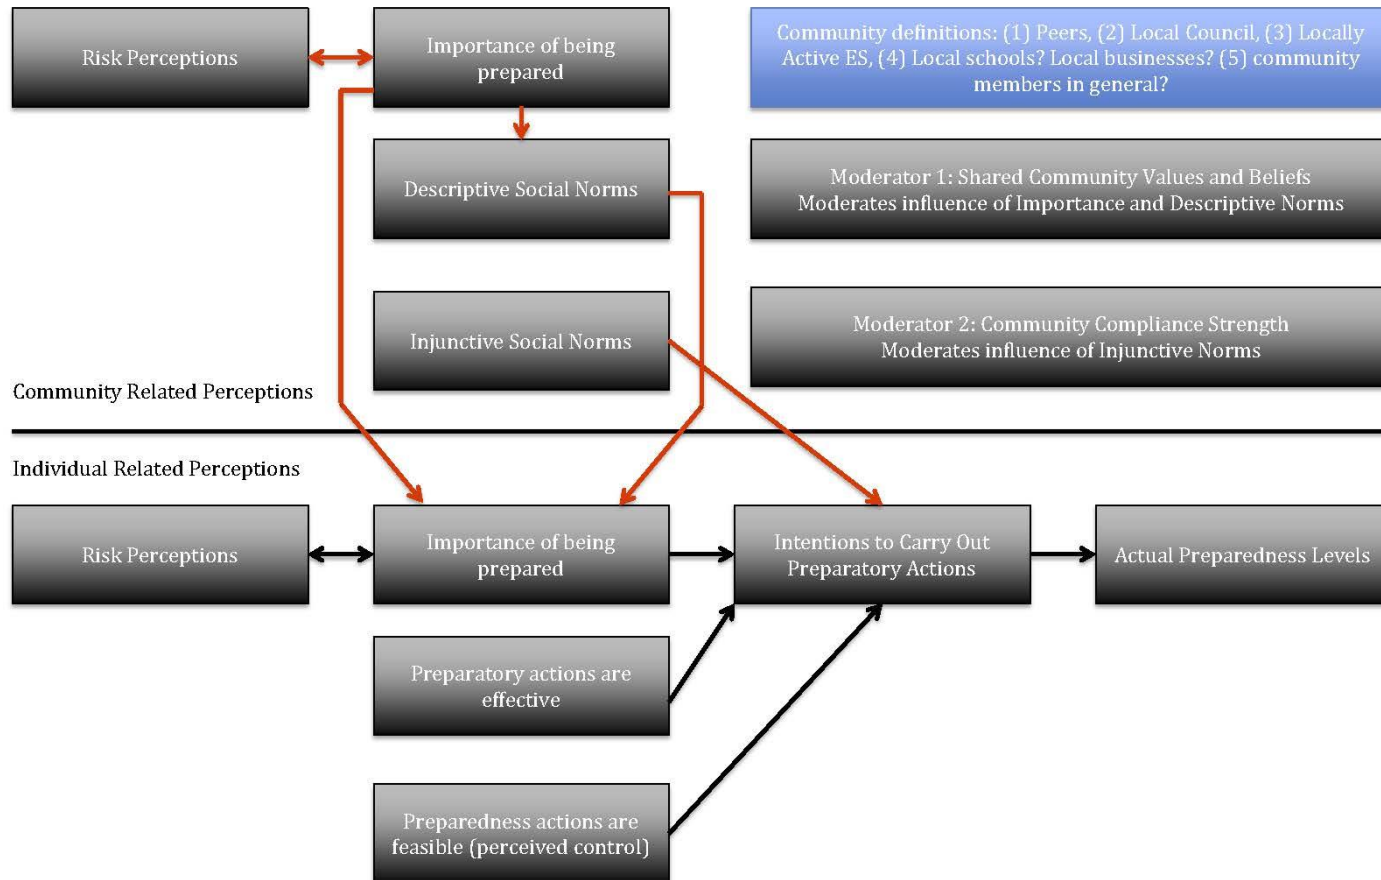 Risk Perceptions
Importance of being
prepared
Community definitions: (1) Peers, (2) Local Council, (3) Locally
Active ES, (4) Local schools? Local businesses? (5) community
members in general?
Descriptive Social Norms
Moderator 1: Shared Community Values and Beliefs
Moderates influence of Importance and Descriptive Norms
Injunctive Social Norms
Moderator 2: Community Compliance Strength
Moderates influence of Injunctive Norms
Community Related Perceptions
Individual Related Perceptions
Risk Perceptions
Importance of being
prepared
Intentions to Carry Out
Preparatory Actions
Actual Preparedness Levels
Preparatory actions are
effective
Preparedness actions are
feasible (perceived control)